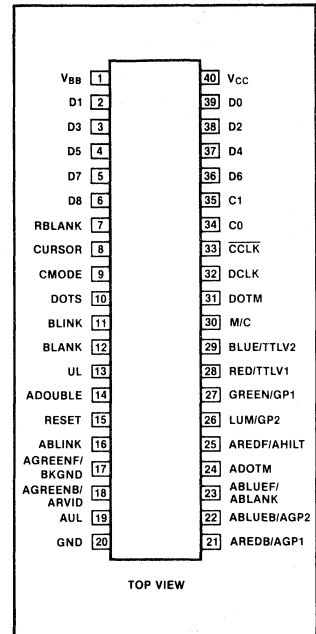 VBB 1 40 VCC
D1 2 39 D0
D3 3 38 D2
D5 4 37 D4
D7 5 36 D6
D8 6 35 C1
RBLANK 7 34 C0
CURSOR 8 33 CCLK
CMODE 9 32 DCLK
DOTS 10 31 DOTM
BLINK 11 30 M/C
BLANK 12 29 BLUE/TTLV2
UL 13 28 RED/TTLV1
ADOUBLE 14 27 GREEN/GP1
RESET 15 26 LUM/GP2
ABLINK 16 25 AREDF/AHILT
AGREENF/
BKGND 17 24 ADOTM
AGREENB/
ARVID 18 23 ABLUEF/
ABLANK
AUL 19 22 ABLUEB/AGP2
GND 20 21 AREDB/AGP1
TOP VIEW